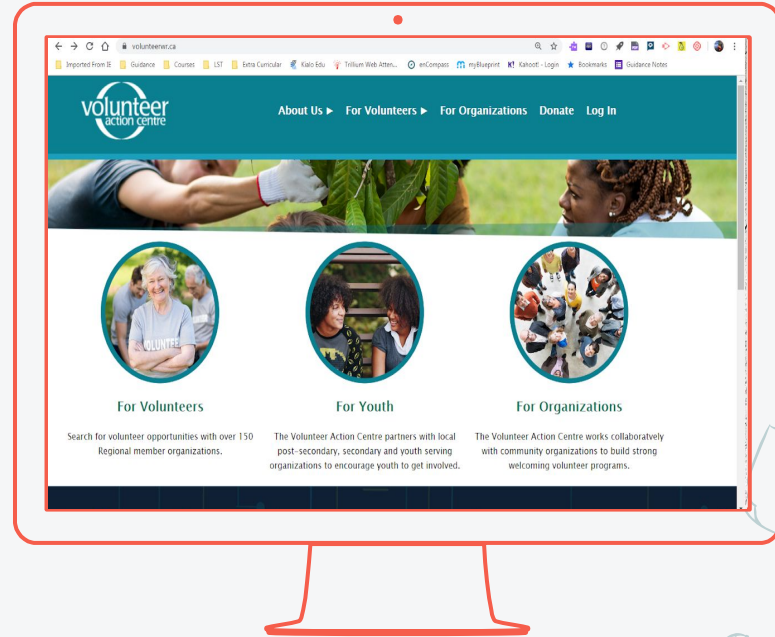 volunteerwr.ca
Imported From IE Guidance Courses LST Extra Curricular Kialo Edu Trillium Web Atten... enCompass myBlueprint K! Kahoot! - Login Bookmarks Guidance Notes
volunteer
action centre
About Us ▶ For Volunteers ▶ For Organizations Donate Log In
VOLUNTEE
For Volunteers
Search for volunteer opportunities with over 150
Regional member organizations.
For Youth
The Volunteer Action Centre partners with local
post-secondary, secondary and youth serving
organizations to encourage youth to get involved.
For Organizations
The Volunteer Action Centre works collaboratvely
with community organizations to build strong
welcoming volunteer programs.